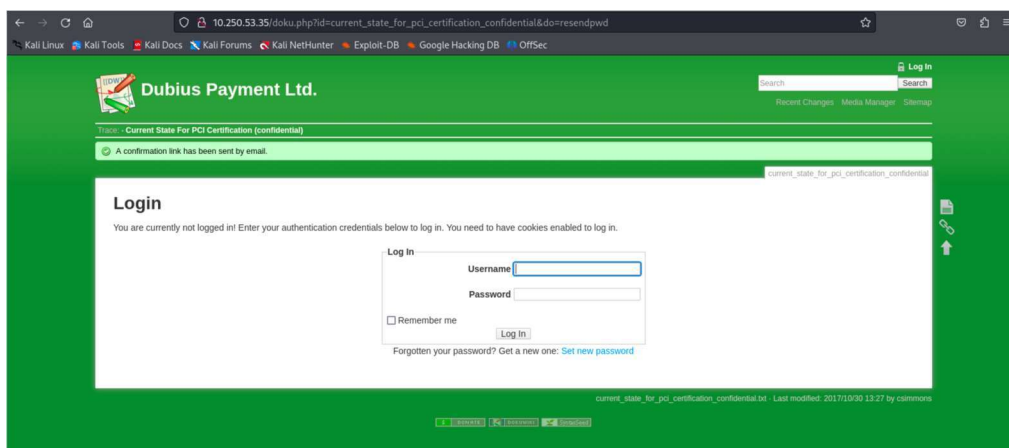 10.250.53.35/doku.php?id=current_state_for_pci_certification_confidential&do=resendpwd
Kali Linux Kali Tools Kali Docs Kali Forums Kali NetHunter Exploit-DB Google Hacking DB OffSec
Log In
Dubius Payment Ltd.
Search Search
Recent Changes Media Manager Sitemap
Trace: • Current State For PCI Certification (confidential)
A confirmation link has been sent by email.
current_state_for_pci_certification_confidential
Login
You are currently not logged in! Enter your authentication credentials below to log in. You need to have cookies enabled to log in.
Log In
Username
Password
Remember me
Log In
Forgotten your password? Get a new one: Set new password
current_state_for_pci_certification_confidential.txt · Last modified: 2017/10/30 13:27 by csimmons
DONATE